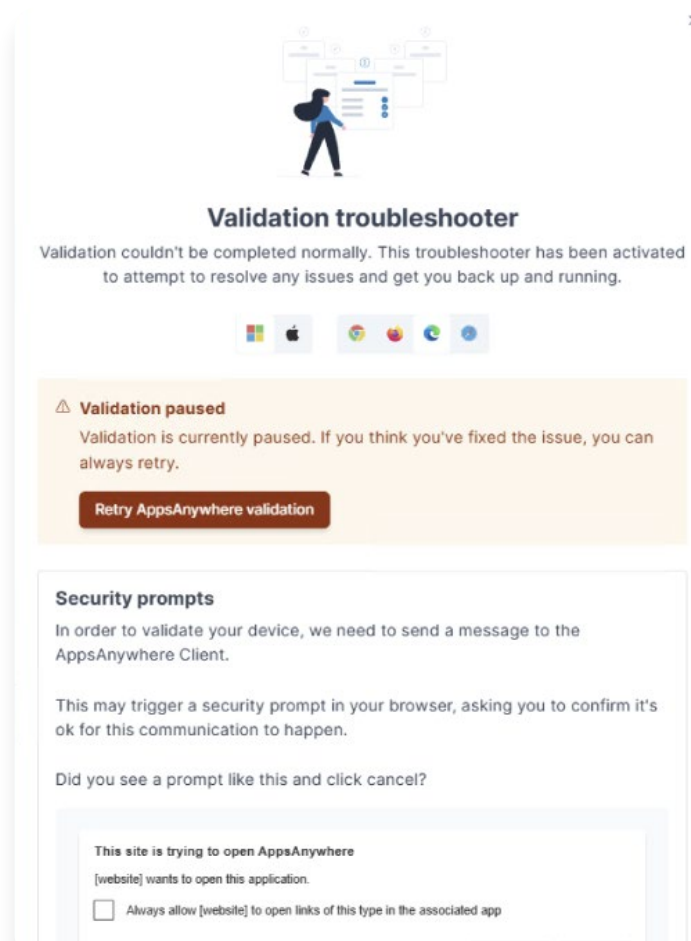 Validation troubleshooter
Validation couldn't be completed normally. This troubleshooter has been activated
to attempt to resolve any issues and get you back up and running.
Validation paused
Validation is currently paused. If you think you've fixed the issue, you can
always retry.
Retry AppsAnywhere validation
Security prompts
In order to validate your device, we need to send a message to the
AppsAnywhere Client.
This may trigger a security prompt in your browser, asking you to confirm it's
ok for this communication to happen.
Did you see a prompt like this and click cancel?
This site is trying to open AppsAnywhere
[website] wants to open this application.
Always allow [website] to open links of this type in the associated app